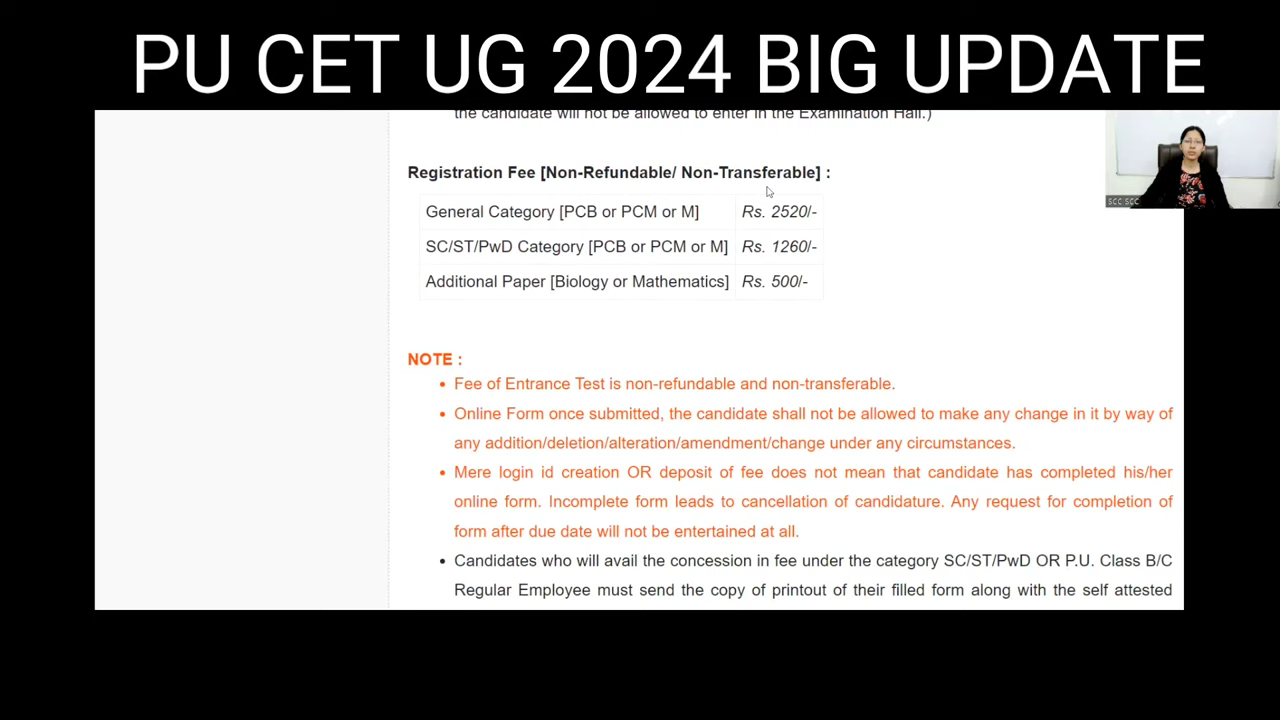 PU CET UG 2024 BIG UPDATE
the candidate will not be allowed to enter in the Examination Hall.)
Registration Fee [Non-Refundable/ Non-Transferable] :
General Category [PCB or PCM or M] Rs. 2520/-
SC/ST/PwD Category [PCB or PCM or M] Rs. 1260/-
Additional Paper [Biology or Mathematics] Rs. 500/-
SCC SCC
NOTE :
• Fee of Entrance Test is non-refundable and non-transferable.
• Online Form once submitted, the candidate shall not be allowed to make any change in it by way of
any addition/deletion/alteration/amendment/change under any circumstances.
• Mere login id creation OR deposit of fee does not mean that candidate has completed his/her
online form. Incomplete form leads to cancellation of candidature. Any request for completion of
form after due date will not be entertained at all.
• Candidates who will avail the concession in fee under the category SC/ST/PwD OR P.U. Class B/C
Regular Employee must send the copy of printout of their filled form along with the self attested